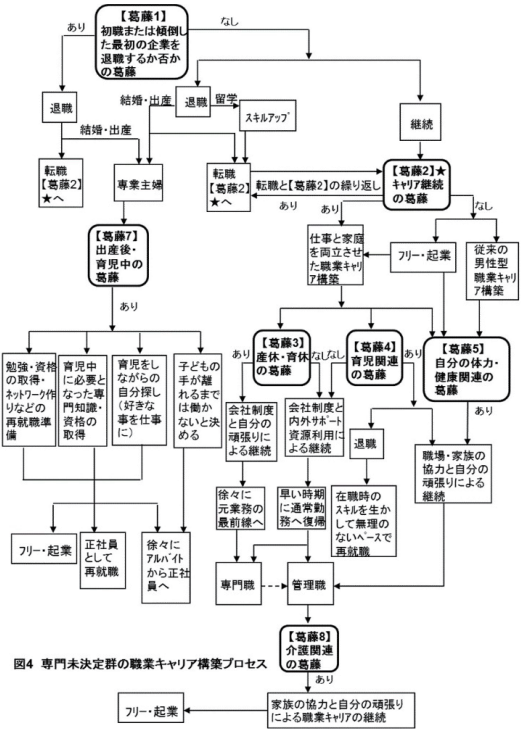 【葛藤1】
初職または傾倒し
た最初の企業を
退職するか否か
の葛藤
あり
なし
退職
結婚・出産
退職
留学
ｽｷﾙｱｯﾌﾟ
継続
結婚・出産
転職
【葛藤2】
★へ
専業主婦
転職
【葛藤2】
★へ
転職と【葛藤2】の繰り返し
【葛藤2】★
ｷｬﾘｱ継続
の葛藤
あり
あり
なし
【葛藤7】
出産後・
育児中の
葛藤
仕事と家庭
を両立させ
た職業ｷｬﾘ
ｱ構築
ﾌﾘｰ・起業
従来の
男性型
職業ｷｬﾘ
ｱ構築
あり
勉強・資格
の取得・
ﾈｯﾄﾜｰｸ作
りなどの
再就職準
備
育児中
に必要と
なった専
門知識・
資格の
取得
育児をし
ながらの
自分探し
（好きな
事を仕事
に）
子どもの
手が離
れるまで
は働か
ないと決
める
【葛藤3】
産休・育休
の葛藤
あり
なし
【葛藤4】
育児関連
の葛藤
なし
あり
【葛藤5】
自分の体力・
健康関連の
葛藤
あり
会社制度
と自分の
頑張りに
よる継続
会社制度と
内外ｻﾎﾟｰﾄ
資源利用に
よる継続
退職
職場・家族の
協力と自分の
頑張りによる
継続
徐々に
元業務の
最前線へ
早い時期
に通常勤
務へ復帰
在職時の
ｽｷﾙを生か
して無理の
ないﾍﾟｰｽで
再就職
ﾌﾘｰ・起業
正社員
として
再就職
徐々に
ｱﾙﾊﾞｲﾄ
から正社
員へ
専門職
管理職
【葛藤8】
介護関連
の葛藤
図4 専門未決定群の職業キャリア構築プロセス
あり
ﾌﾘｰ・起業
家族の協力と自分の頑張り
による職業ｷｬﾘｱの継続